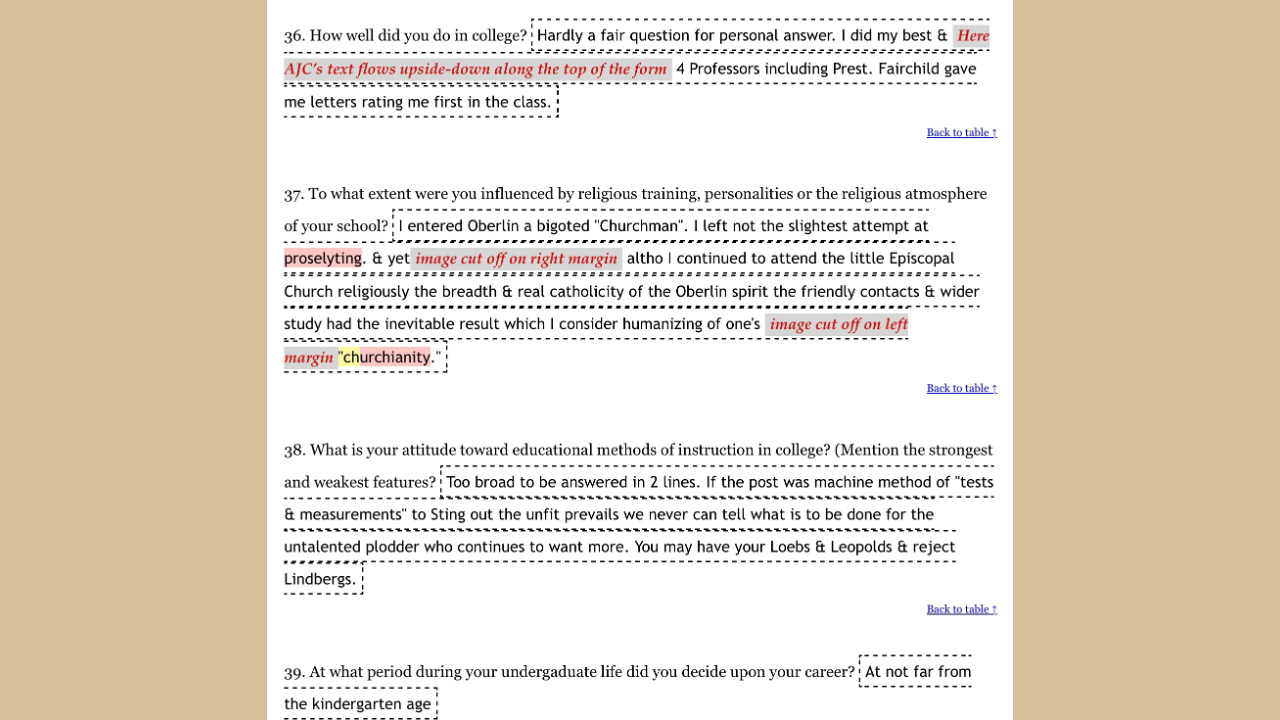 36. How well did you do in college? Hardly a fair question for personal answer. I did my best & Here
AJC's text flows upside-down along the top of the form 4 Professors including Prest. Fairchild gave
me letters rating me first in the class.
Back to table ↑
37. To what extent were you influenced by religious training, personalities or the religious atmosphere
of your school? I entered Oberlin a bigoted "Churchman". I left not the slightest attempt at
proselyting. & yet image cut off on right margin altho I continued to attend the little Episcopal
Church religiously the breadth & real catholicity of the Oberlin spirit the friendly contacts & wider
study had the inevitable result which I consider humanizing of one's image cut off on left
margin "churchianity."
Back to table ↑
38. What is your attitude toward educational methods of instruction in college? (Mention the strongest
and weakest features? Too broad to be answered in 2 lines. If the post was machine method of "tests
& measurements" to Sting out the unfit prevails we never can tell what is to be done for the
untalented plodder who continues to want more. You may have your Loebs & Leopolds & reject
Lindbergs.
Back to table ↑
39. At what period during your undergaduate life did you decide upon your career? At not far from
the kindergarten age